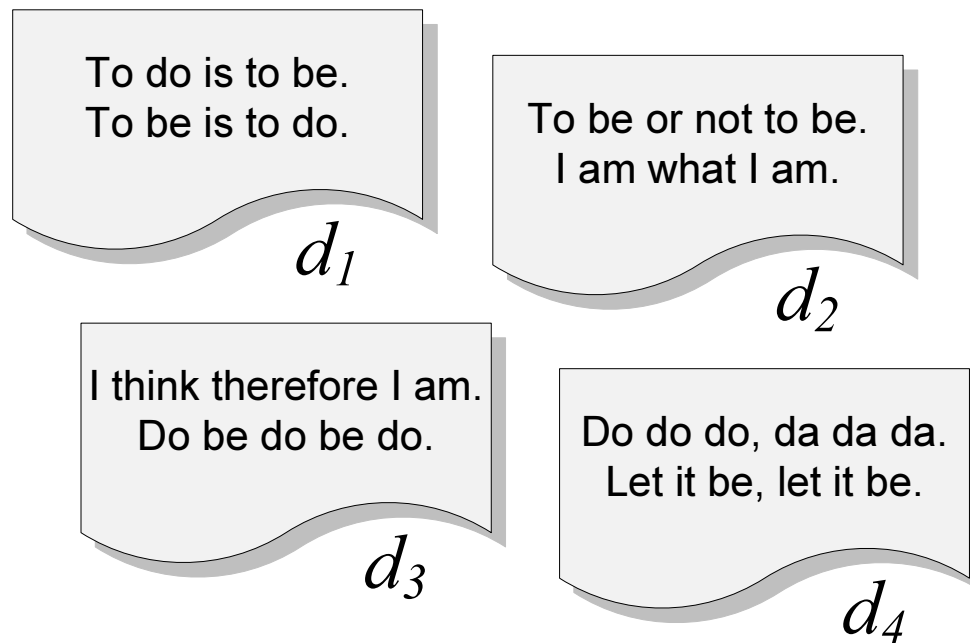 To do is to be.
To be is to do.
d1
To be or not to be.
I am what I am.
d2
I think therefore I am.
Do be do be do.
d3
Do do do, da da da.
Let it be, let it be.
d4